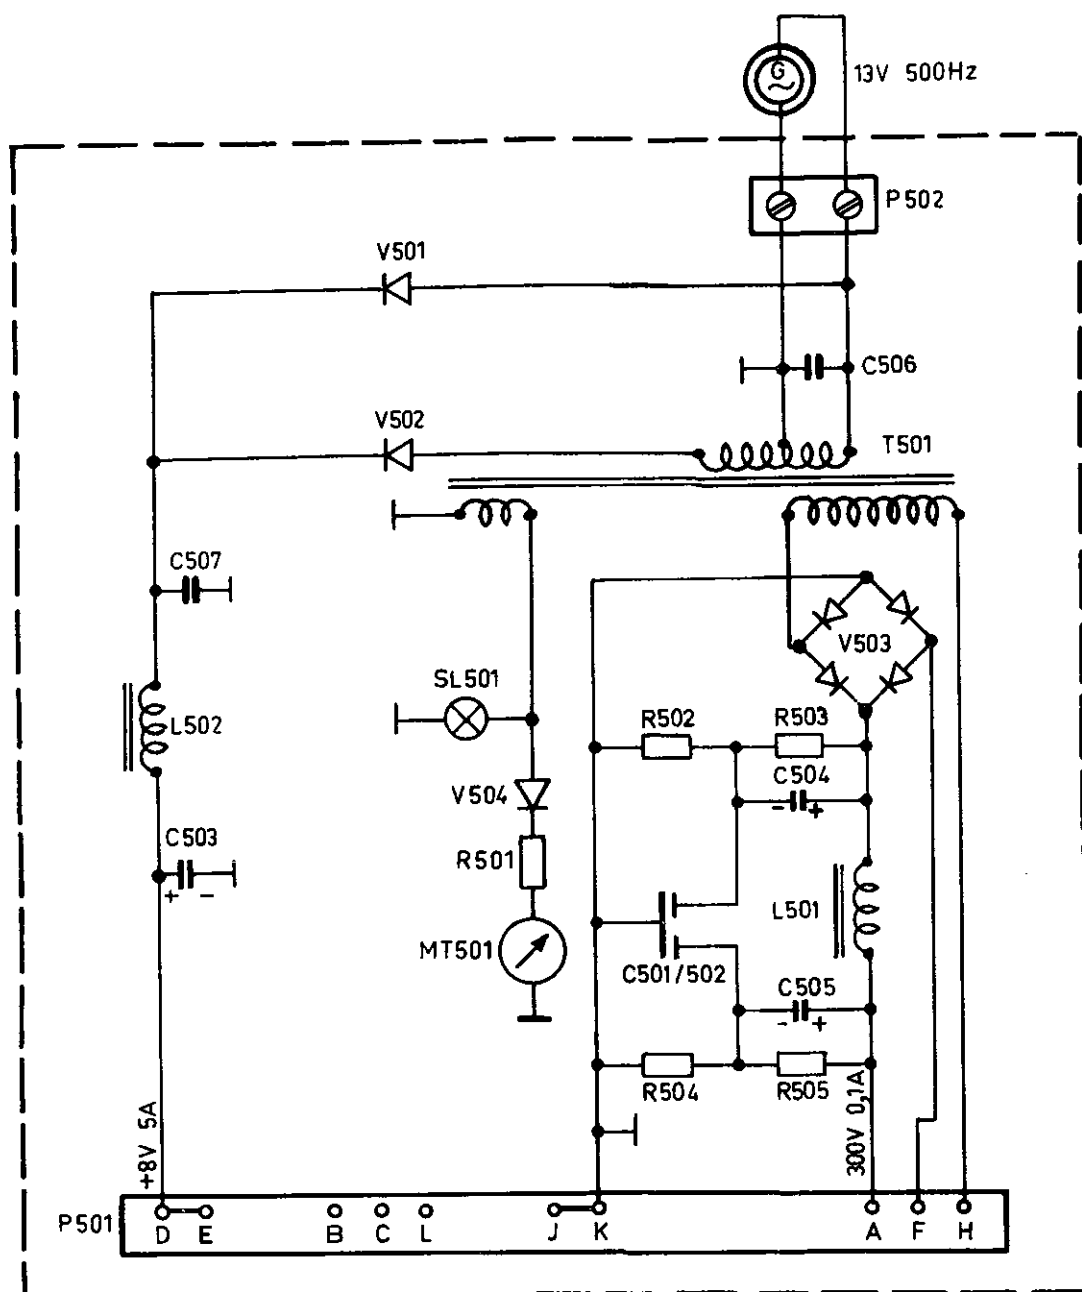 G
13V 500Hz
P502
V501
C506
V502
T501
C507
V503
SL501
R502
R503
L502
C504
- +
V504
C503
+ -
R501
L501
MT501
C501/502
C505
- +
R504
R505
+8V 5A
300V 0,1A
P501
D E B C L J K A F H